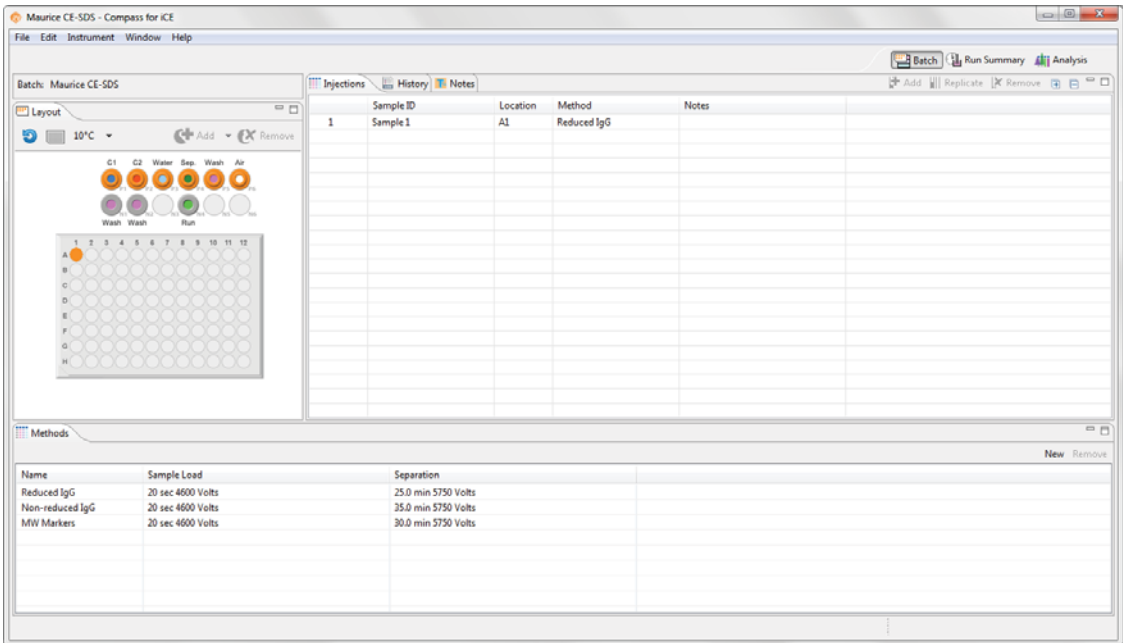 Maurice CE-SDS - Compass for iCE
File Edit Instrument Window Help
Batch Run Summary Analysis
Batch: Maurice CE-SDS
Injections History Notes
Add Replicate Remove
Layout
10°C Add Remove
Sample ID Location Method Notes
1 Sample 1 A1 Reduced IgG
C1 C2 Water Sep. Wash Air
Wash Wash Run
1 2 3 4 5 6 7 8 9 10 11 12
A
B
C
D
E
F
G
H
Methods
New Remove
Name Sample Load Separation
Reduced IgG 20 sec 4600 Volts 25.0 min 5750 Volts
Non-reduced IgG 20 sec 4600 Volts 35.0 min 5750 Volts
MW Markers 20 sec 4600 Volts 30.0 min 5750 Volts